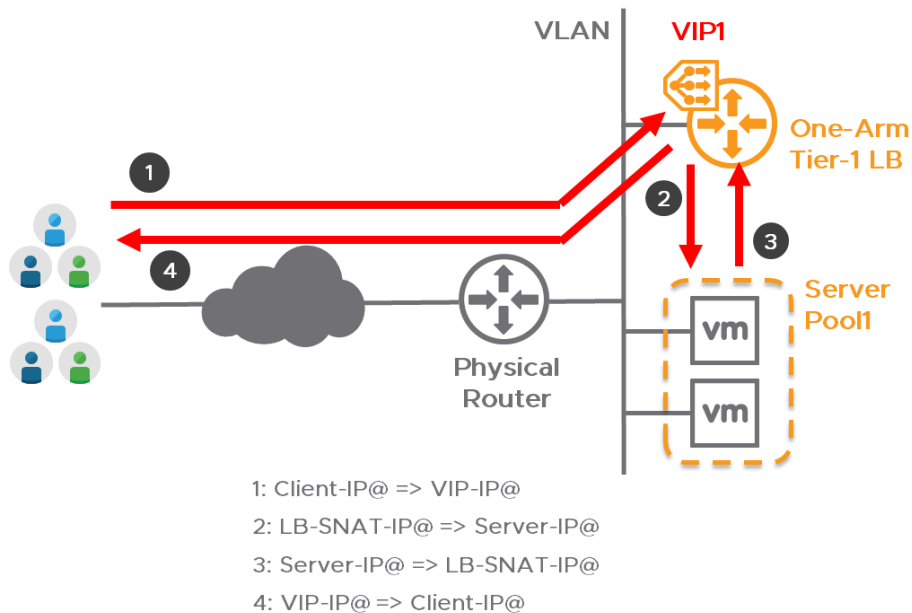 VLAN
VIP1
One-Arm
Tier-1 LB
1
2
3
4
Server
Pool1
vm
vm
Physical
Router
1: Client-IP@ => VIP-IP@
2: LB-SNAT-IP@ => Server-IP@
3: Server-IP@ => LB-SNAT-IP@
4: VIP-IP@ => Client-IP@